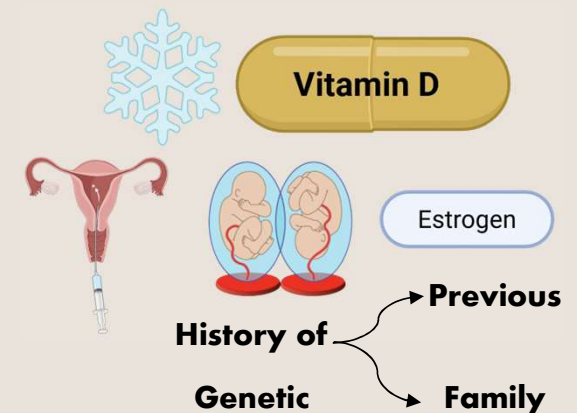 Vitamin D
Estrogen
Previous
History of
Genetic
Family